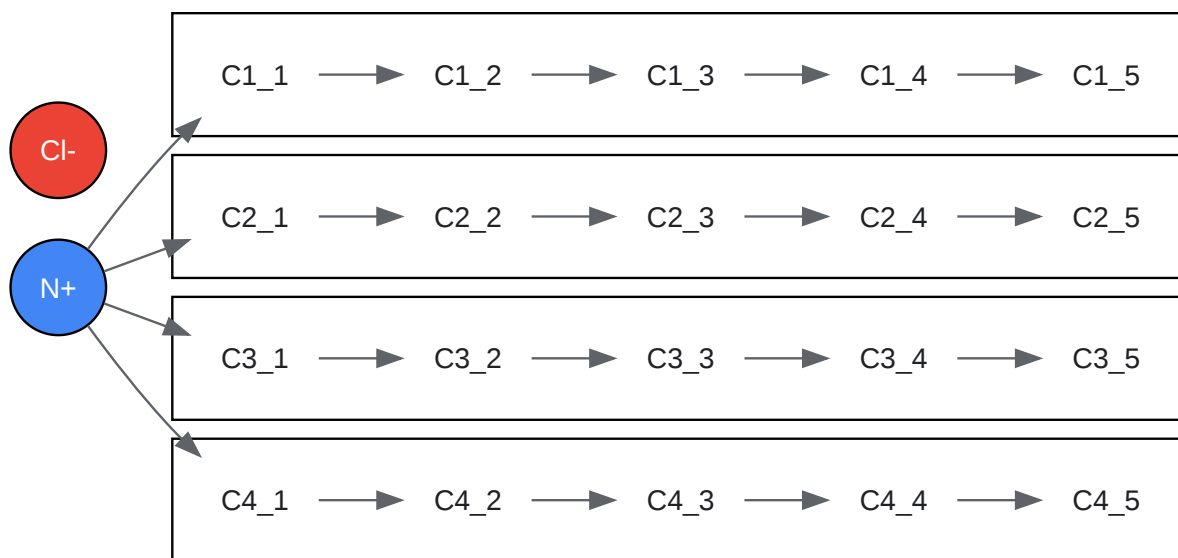 C1_1 C1_2 C1_3 C1_4 C1_5
Cl-
C2_1 C2_2 C2_3 C2_4 C2_5
N+
C3_1 C3_2 C3_3 C3_4 C3_5
C4_1 C4_2 C4_3 C4_4 C4_5